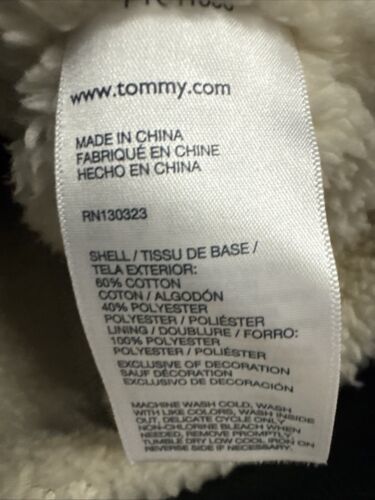 www.tommy.com
MADE IN CHINA
FABRIQUÉ EN CHINE
HECHO EN CHINA
RN130323
SHELL / TISSU DE BASE /
TELA EXTERIOR:
60% COTTON
COTON / ALGODÓN
40% POLYESTER
POLYESTER / POLIÉSTER
LINING / DOUBLURE / FORRO:
100% POLYESTER
POLYESTER / POLIÉSTER
EXCLUSIVE OF DECORATION
SAUF DÉCORATION
EXCLUSIVO DE DECORACIÓN
MACHINE WASH COLD, WASH
WITH LIKE COLORS, WASH INSIDE
OUT, DELICATE CYCLE ONLY
NON-CHLORINE BLEACH WHEN
NEEDED, REMOVE PROMPTLY
TUMBLE DRY LOW COOL IRON ON
REVERSE SIDE IF NECESSARY.